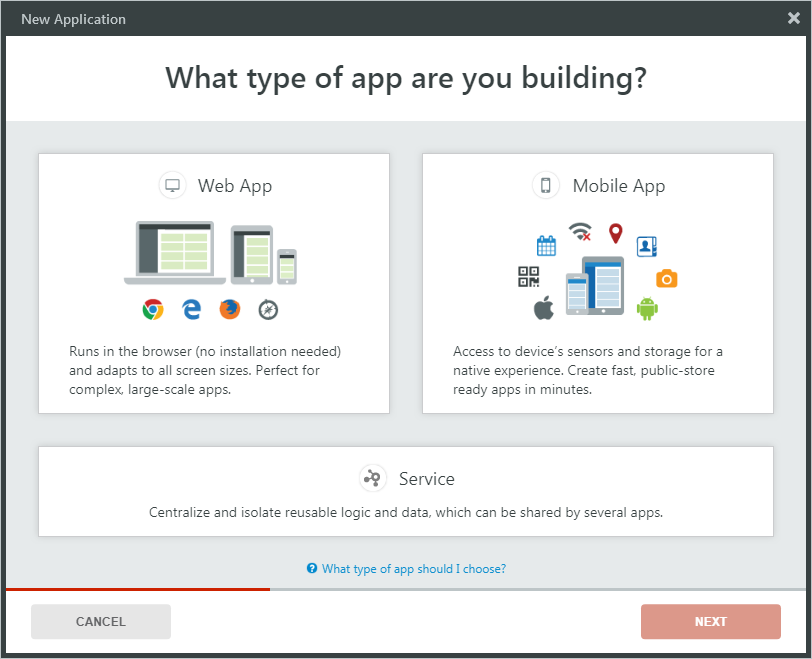 New Application
What type of app are you building?
Web App
Runs in the browser (no installation needed)
and adapts to all screen sizes. Perfect for
complex, large-scale apps.
Mobile App
Access to device's sensors and storage for a
native experience. Create fast, public-store
ready apps in minutes.
Service
Centralize and isolate reusable logic and data, which can be shared by several apps.
What type of app should I choose?
CANCEL
NEXT